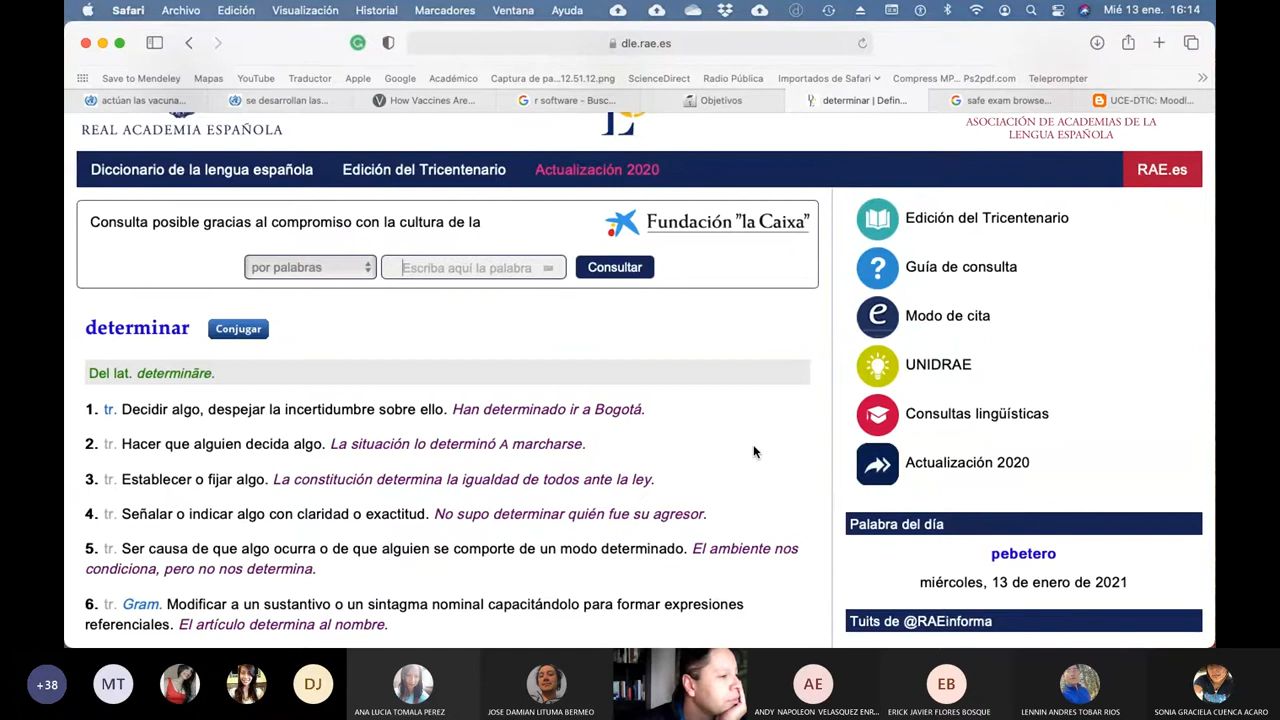 Safari Archivo Edición Visualización Historial Marcadores Ventana Ayuda Mié 13 ene. 16:14
dle.rae.es
Save to Mendeley Mapas YouTube Traductor Apple Google Académico Captura de pa...12.51.12.png ScienceDirect Radio Pública Importados de Safari Compress MP... Ps2pdf.com Teleprompter
actúan las vacuna... se desarrollan las... How Vaccines Are... r software - Busc... Objetivos determinar | Defin... safe exam browse... UCE-DTIC: Moodl...
REAL ACADEMIA ESPAÑOLA
ASOCIACIÓN DE ACADEMIAS DE LA
LENGUA ESPAÑOLA
Diccionario de la lengua española Edición del Tricentenario Actualización 2020 RAE.es
Consulta posible gracias al compromiso con la cultura de la
Fundación "la Caixa"
por palabras Escriba aquí la palabra Consultar
determinar Conjugar
Del lat. determināre.
1. tr. Decidir algo, despejar la incertidumbre sobre ello. Han determinado ir a Bogotá.
2. tr. Hacer que alguien decida algo. La situación lo determinó A marcharse.
3. tr. Establecer o fijar algo. La constitución determina la igualdad de todos ante la ley.
4. tr. Señalar o indicar algo con claridad o exactitud. No supo determinar quién fue su agresor.
5. tr. Ser causa de que algo ocurra o de que alguien se comporte de un modo determinado. El ambiente nos
condiciona, pero no nos determina.
6. tr. Gram. Modificar a un sustantivo o un sintagma nominal capacitándolo para formar expresiones
referenciales. El artículo determina al nombre.
Edición del Tricentenario
Guía de consulta
Modo de cita
UNIDRAE
Consultas lingüísticas
Actualización 2020
Palabra del día
pebetero
miércoles, 13 de enero de 2021
Tuits de @RAEinforma
+38 MT DJ AE EB
ANA LUCIA TOMALA PEREZ JOSE DAMIAN LITUMA BERMEO ANDY NAPOLEON VELASQUEZ ENR... ERICK JAVIER FLORES BOSQUE LENNIN ANDRES TOBAR RIOS SONIA GRACIELA CUENCA ACARO